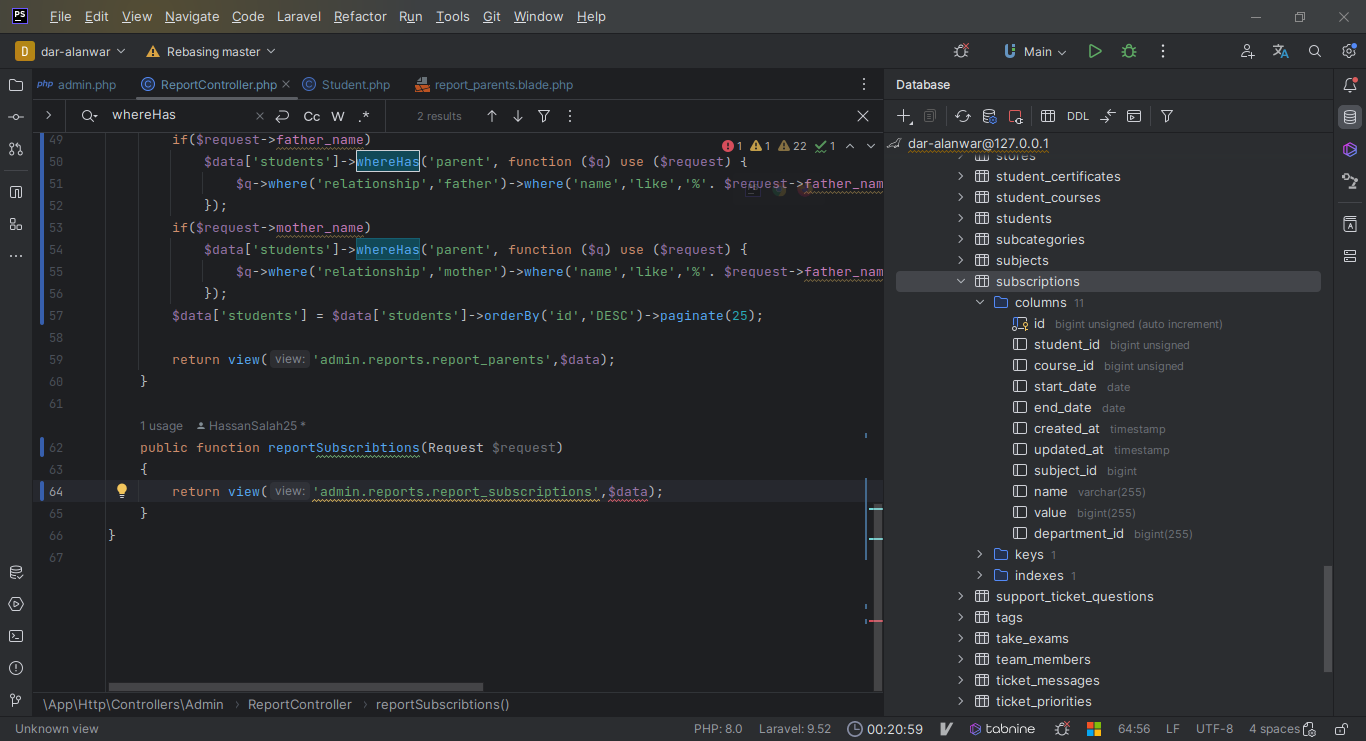 PS File Edit View Navigate Code Laravel Refactor Run Tools Git Window Help
D dar-alanwar Rebasing master Main
php admin.php ReportController.php Student.php report_parents.blade.php
Database
whereHas Cc W .* 2 results
DDL
49 if($request->father_name)
1 1 22 1
50 $data['students']->whereHas('parent', function ($q) use ($request) {
51 $q->where('relationship','father')->where('name','like','%'. $request->father_nam
52 });
53 if($request->mother_name)
54 $data['students']->whereHas('parent', function ($q) use ($request) {
55 $q->where('relationship','mother')->where('name','like','%'. $request->father_nam
56 });
57 $data['students'] = $data['students']->orderBy('id','DESC')->paginate(25);
58
59 return view( view: 'admin.reports.report_parents',$data);
60 }
61
1 usage HassanSalah25 *
62 public function reportSubscribtions(Request $request)
63 {
64 return view( view: 'admin.reports.report_subscriptions',$data);
65 }
66 }
67
dar-alanwar@127.0.0.1
stores
student_certificates
student_courses
students
subcategories
subjects
subscriptions
columns 11
id bigint unsigned (auto increment)
student_id bigint unsigned
course_id bigint unsigned
start_date date
end_date date
created_at timestamp
updated_at timestamp
subject_id bigint
name varchar(255)
value bigint(255)
department_id bigint(255)
keys 1
indexes 1
support_ticket_questions
tags
take_exams
team_members
ticket_messages
ticket_priorities
\App\Http\Controllers\Admin ReportController reportSubscribtions()
Unknown view PHP: 8.0 Laravel: 9.52 00:20:59 tabnine 64:56 LF UTF-8 4 spaces